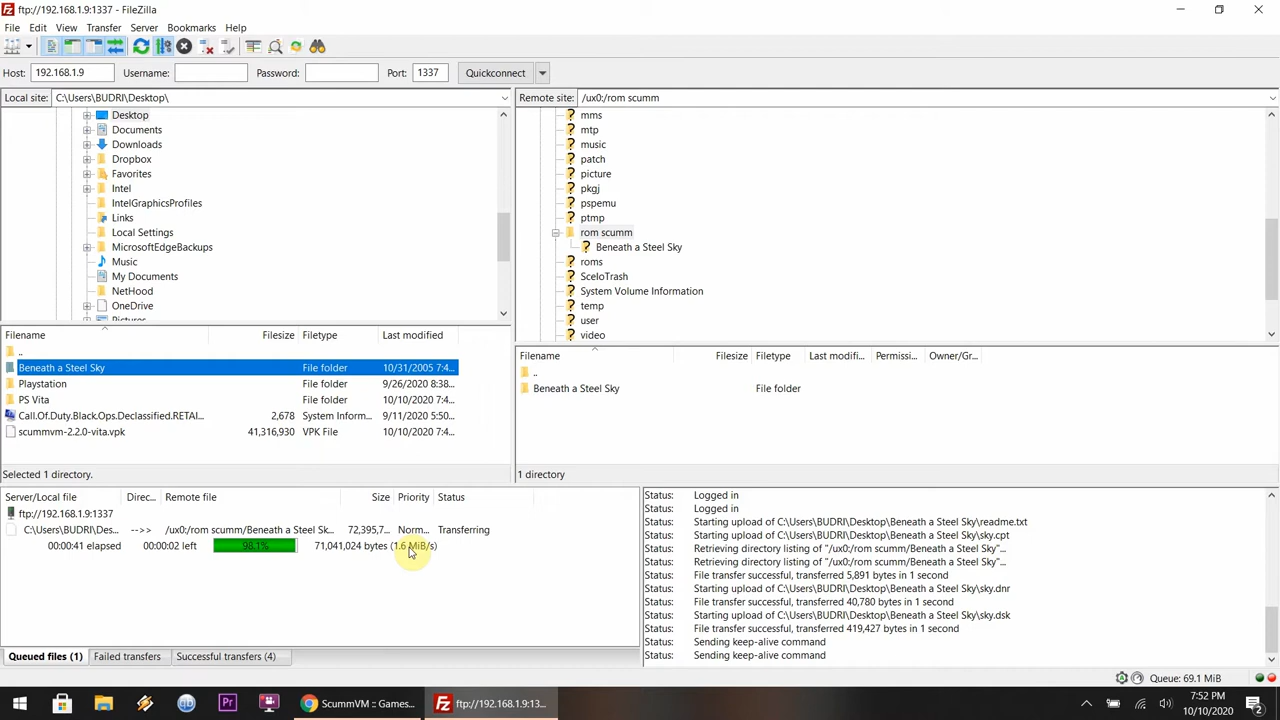 ftp://192.168.1.9:1337 - FileZilla
File Edit View Transfer Server Bookmarks Help
Host: 192.168.1.9 Username: Password: Port: 1337 Quickconnect
Local site: C:\Users\BUDRI\Desktop\
Desktop
Documents
Downloads
Dropbox
Favorites
Intel
IntelGraphicsProfiles
Links
Local Settings
MicrosoftEdgeBackups
Music
My Documents
NetHood
OneDrive
Pictures
Remote site: /ux0:/rom scumm
mms
mtp
music
patch
picture
pkgj
pspemu
ptmp
rom scumm
Beneath a Steel Sky
roms
SceIoTrash
System Volume Information
temp
user
video
Filename Filesize Filetype Last modified
..
Beneath a Steel Sky File folder 10/31/2005 7:4...
Playstation File folder 9/26/2020 8:38...
PS Vita File folder 10/10/2020 7:4...
Call.Of.Duty.Black.Ops.Declassified.RETAI... 2,678 System Inform... 9/11/2020 5:50...
scummvm-2.2.0-vita.vpk 41,316,930 VPK File 10/10/2020 7:4...
Selected 1 directory.
Filename Filesize Filetype Last modifi... Permissi... Owner/Gr...
..
Beneath a Steel Sky File folder
1 directory
Server/Local file Direc... Remote file Size Priority Status
ftp://192.168.1.9:1337
C:\Users\BUDRI\Des... -->> /ux0:/rom scumm/Beneath a Steel Sk... 72,395,7... Norm... Transferring
00:00:41 elapsed 00:00:02 left 98.1% 71,041,024 bytes (1.6 MiB/s)
Status: Logged in
Status: Logged in
Status: Starting upload of C:\Users\BUDRI\Desktop\Beneath a Steel Sky\readme.txt
Status: Starting upload of C:\Users\BUDRI\Desktop\Beneath a Steel Sky\sky.cpt
Status: Retrieving directory listing of "/ux0:/rom scumm/Beneath a Steel Sky"...
Status: Retrieving directory listing of "/ux0:/rom scumm/Beneath a Steel Sky"...
Status: File transfer successful, transferred 5,891 bytes in 1 second
Status: Starting upload of C:\Users\BUDRI\Desktop\Beneath a Steel Sky\sky.dnr
Status: File transfer successful, transferred 40,780 bytes in 1 second
Status: Starting upload of C:\Users\BUDRI\Desktop\Beneath a Steel Sky\sky.dsk
Status: File transfer successful, transferred 419,427 bytes in 1 second
Status: Sending keep-alive command
Status: Sending keep-alive command
Queued files (1) Failed transfers Successful transfers (4)
Queue: 69.1 MiB
Pr
ScummVM :: Games...
Fz
ftp://192.168.1.9:13...
7:52 PM
10/10/2020
2